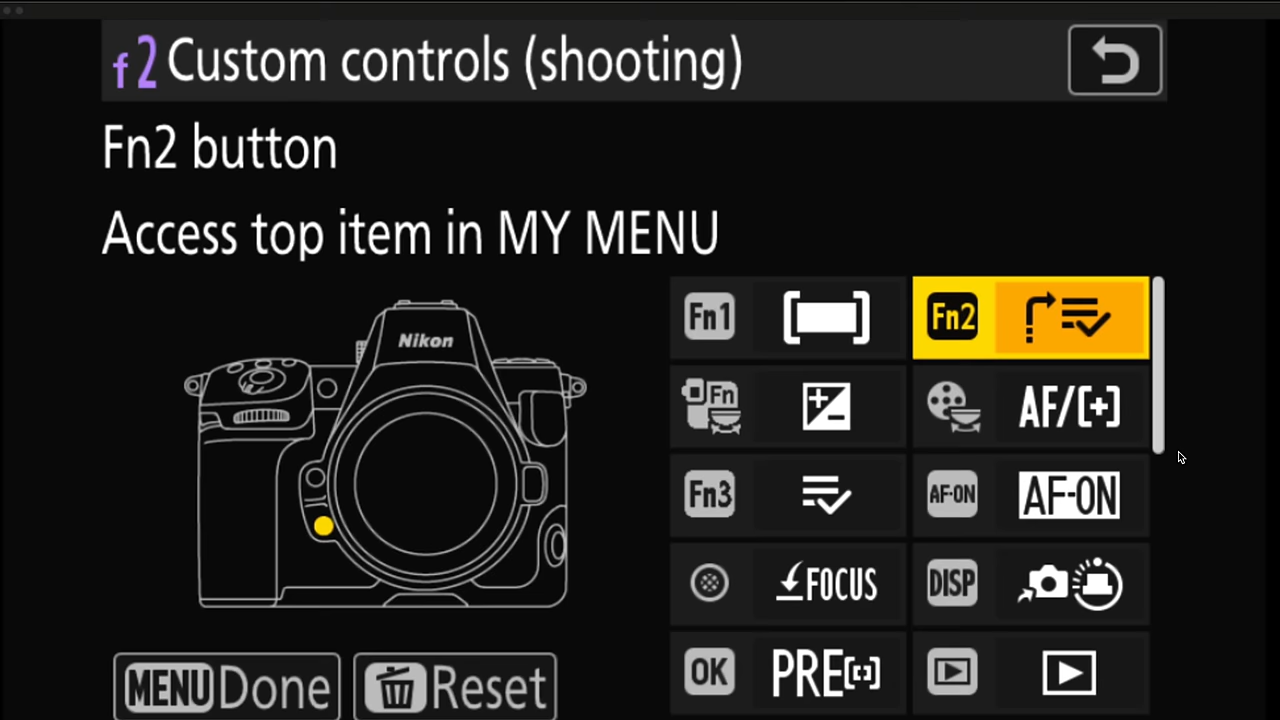 f2 Custom controls (shooting)
Fn2 button
Access top item in MY MENU
Nikon
Fn1 Fn2
Fn AF/[+]
Fn3 AF-ON AF-ON
FOCUS DISP
OK PRE
MENU Done Reset